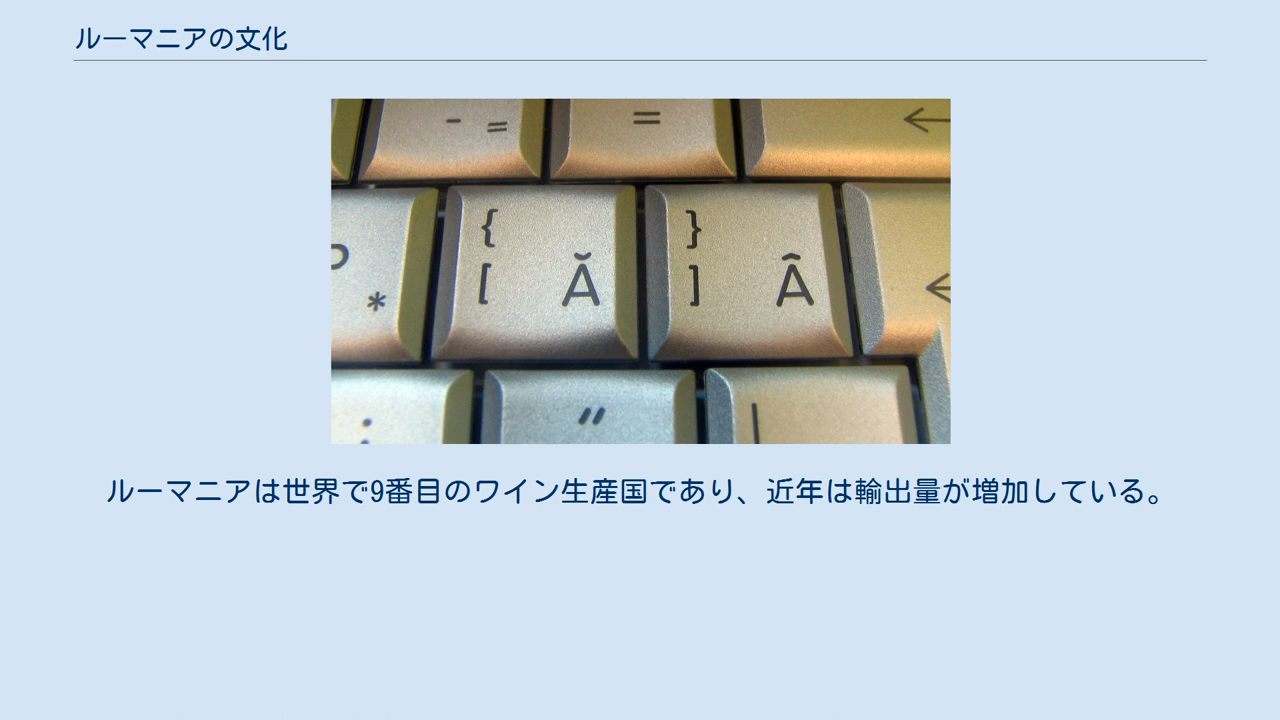 ルーマニアの文化
- = =  ←
{ }
* [ Ă ] Â ←
; " |
ルーマニアは世界で9番目のワイン生産国であり、近年は輸出量が増加している。